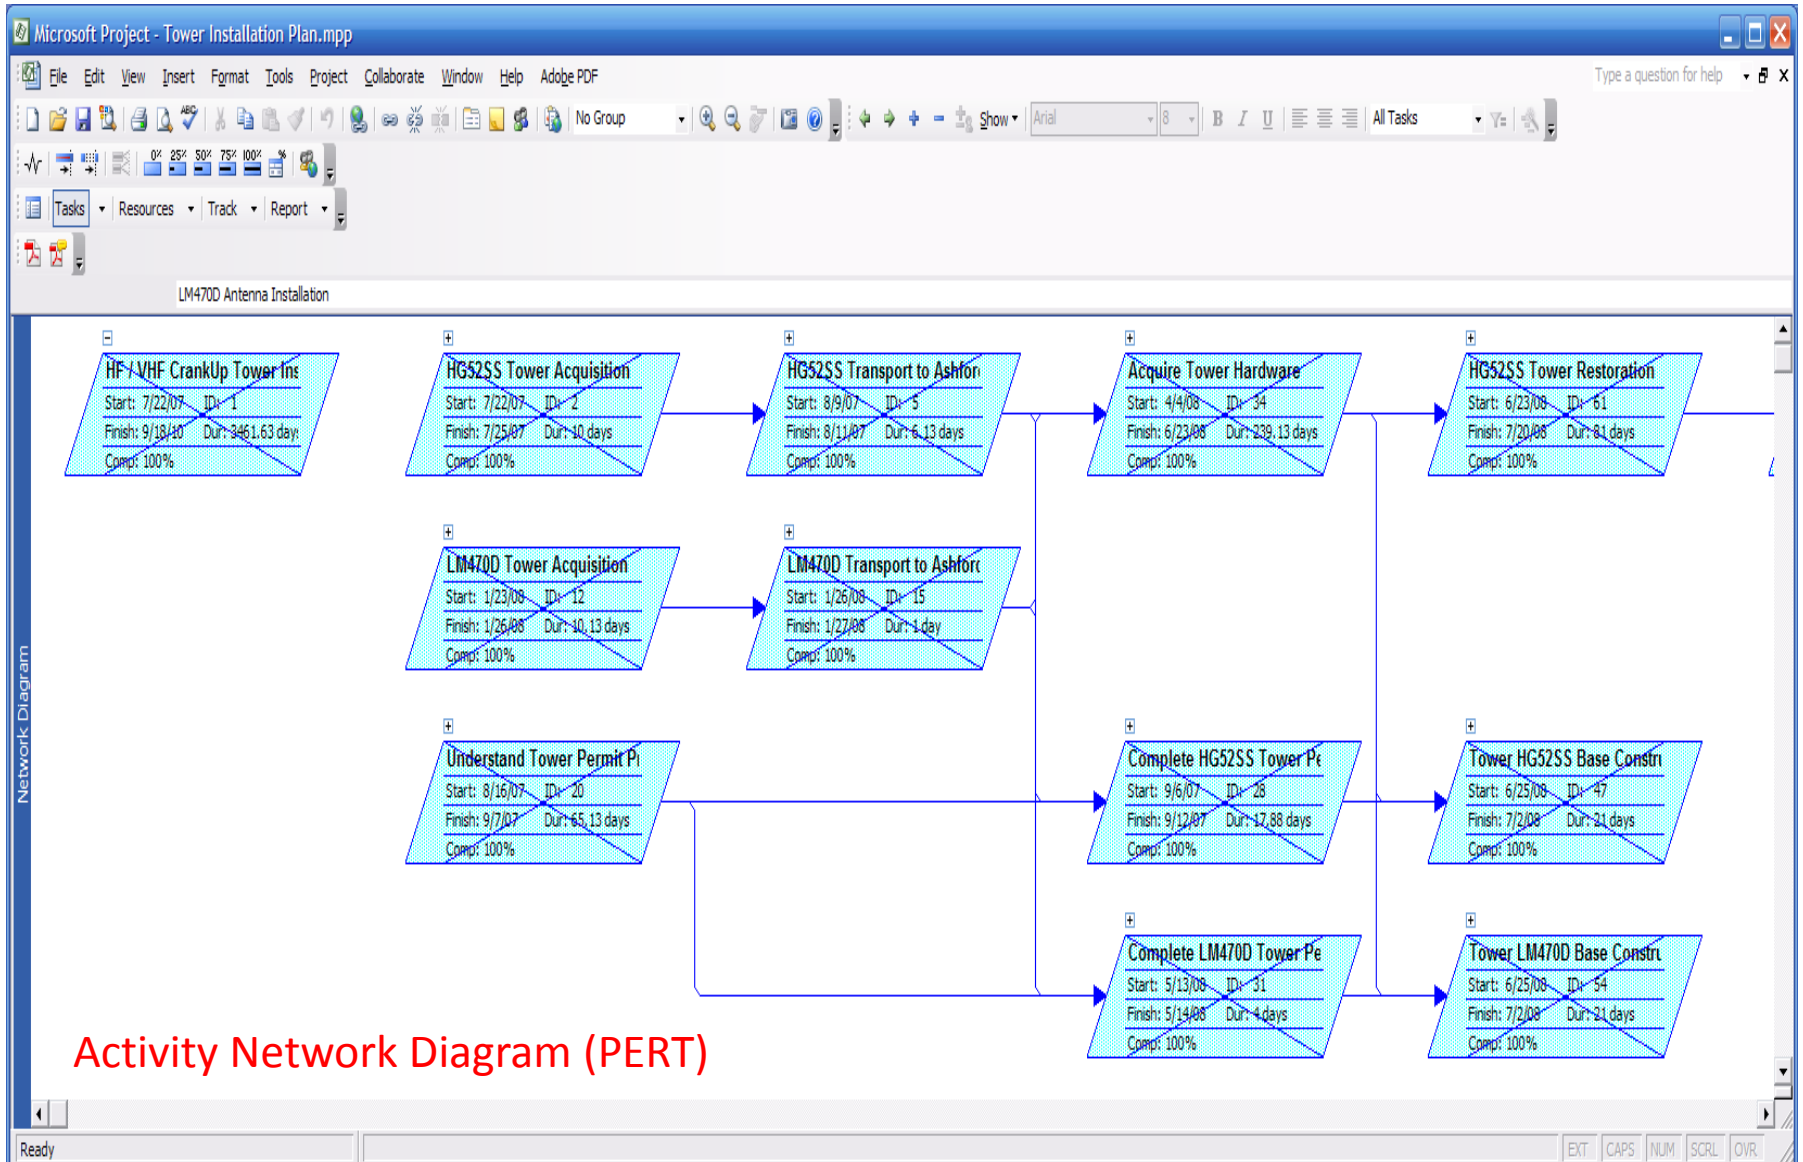 Microsoft Project - Tower Installation Plan.mpp
File Edit View Insert Format Tools Project Collaborate Window Help Adobe PDF Type a question for help
ABC No Group Show Arial 8 B I U All Tasks
0% 25% 50% 75% 100% %
Tasks Resources Track Report
LM470D Antenna Installation
Network Diagram
HF / VHF CrankUp Tower Ins
Start: 7/22/07 ID: 1
Finish: 9/18/10 Dur: 3461.63 days
Comp: 100%
HG52SS Tower Acquisition
Start: 7/22/07 ID: 2
Finish: 7/25/07 Dur: 10 days
Comp: 100%
HG52SS Transport to Ashford
Start: 8/9/07 ID: 5
Finish: 8/11/07 Dur: 6.13 days
Comp: 100%
Acquire Tower Hardware
Start: 4/4/08 ID: 34
Finish: 6/23/08 Dur: 239.13 days
Comp: 100%
HG52SS Tower Restoration
Start: 6/23/08 ID: 61
Finish: 7/20/08 Dur: 81 days
Comp: 100%
LM470D Tower Acquisition
Start: 1/23/08 ID: 12
Finish: 1/26/08 Dur: 10.13 days
Comp: 100%
LM470D Transport to Ashford
Start: 1/26/08 ID: 15
Finish: 1/27/08 Dur: 1 day
Comp: 100%
Understand Tower Permit Pr
Start: 8/16/07 ID: 20
Finish: 9/7/07 Dur: 65.13 days
Comp: 100%
Complete HG52SS Tower Pe
Start: 9/6/07 ID: 28
Finish: 9/12/07 Dur: 17.88 days
Comp: 100%
Tower HG52SS Base Constru
Start: 6/25/08 ID: 47
Finish: 7/2/08 Dur: 21 days
Comp: 100%
Complete LM470D Tower Pe
Start: 5/13/08 ID: 31
Finish: 5/14/08 Dur: 4 days
Comp: 100%
Tower LM470D Base Constru
Start: 6/25/08 ID: 54
Finish: 7/2/08 Dur: 21 days
Comp: 100%
Activity Network Diagram (PERT)
Ready EXT CAPS NUM SCRL OVR